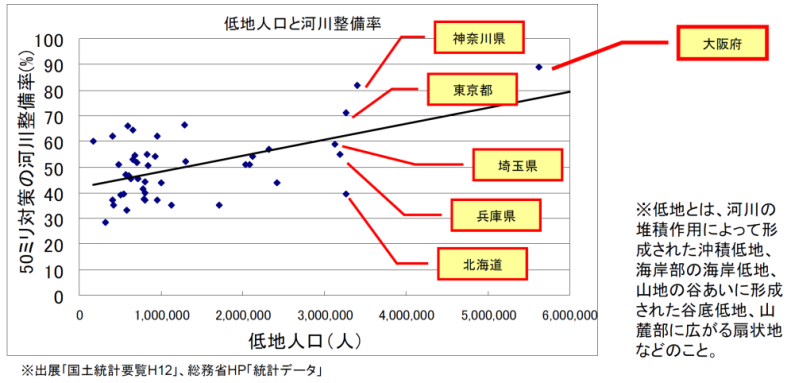 低地人口と河川整備率
50ミリ対策の河川整備率(%)
100
90
80
70
60
50
40
30
20
10
0
神奈川県
東京都
大阪府
埼玉県
兵庫県
北海道
0
1,000,000
2,000,000
3,000,000
4,000,000
5,000,000
6,000,000
低地人口(人)
※低地とは、河川の
堆積作用によって形
成された沖積低地、
海岸部の海岸低地、
山地の谷あいに形成
された谷底低地、山
麓部に広がる扇状地
などのこと。
※出展「国土統計要覧H12」、総務省HP「統計データ」